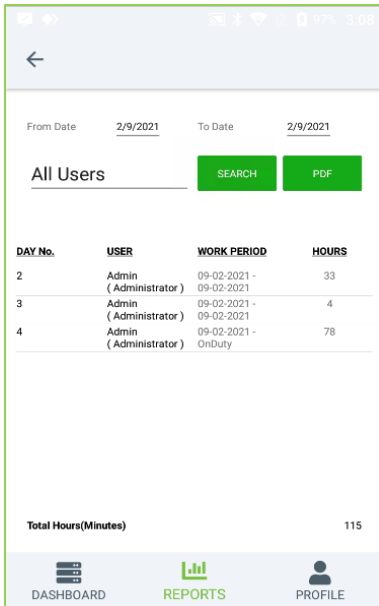 97% 3:08
From Date 2/9/2021 To Date 2/9/2021
All Users SEARCH PDF
DAY No. USER WORK PERIOD HOURS
2 Admin 09-02-2021 - 33
( Administrator ) 09-02-2021
3 Admin 09-02-2021 - 4
( Administrator ) 09-02-2021
4 Admin 09-02-2021 - 78
( Administrator ) OnDuty
Total Hours(Minutes) 115
DASHBOARD REPORTS PROFILE